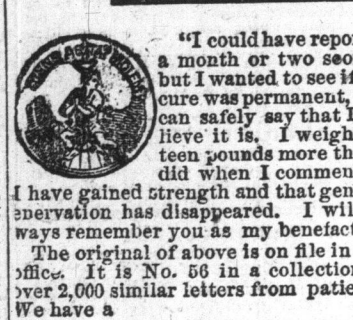 "I could have repo
a month or two seo
but I wanted to see i
cure was permanent,
can safely say that I
lieve it is. I weigh
teen pounds more th
did when I commen
I have gained strength and that gen
enervation has disappeared. I wil
ways remember you as my benefact
The original of above is on file in
office. It is No. 56 in a collection
over 2,000 similar letters from patie
We have a